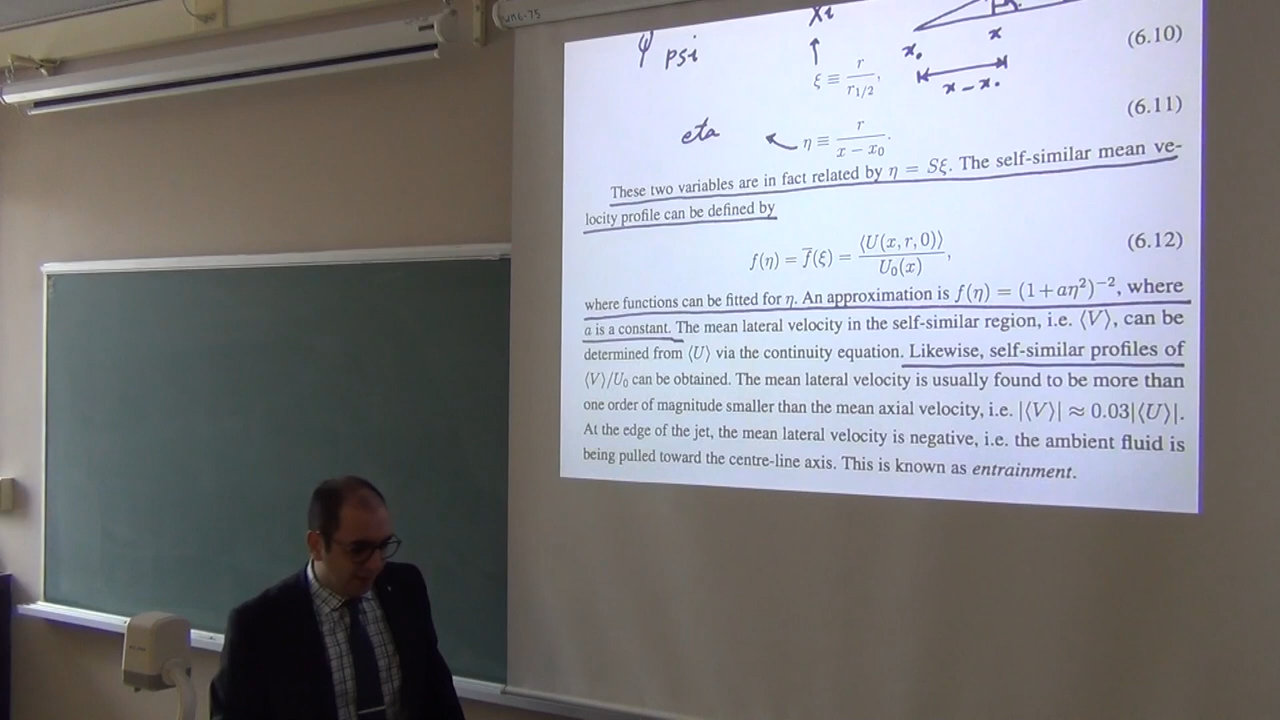 WNG-75
ψ psi
xi
x₀
x
(6.10)
ξ ≡ r / r₁/₂,
x - x₀
(6.11)
eta
η ≡ r / x − x₀.
These two variables are in fact related by η = Sξ. The self-similar mean ve-
locity profile can be defined by
f(η) = f̅(ξ) = ⟨U(x, r, 0)⟩ / U₀(x),
(6.12)
where functions can be fitted for η. An approximation is f(η) = (1+aη²)⁻², where
a is a constant. The mean lateral velocity in the self-similar region, i.e. ⟨V⟩, can be
determined from ⟨U⟩ via the continuity equation. Likewise, self-similar profiles of
⟨V⟩/U₀ can be obtained. The mean lateral velocity is usually found to be more than
one order of magnitude smaller than the mean axial velocity, i.e. |⟨V⟩| ≈ 0.03|⟨U⟩|.
At the edge of the jet, the mean lateral velocity is negative, i.e. the ambient fluid is
being pulled toward the centre-line axis. This is known as entrainment.